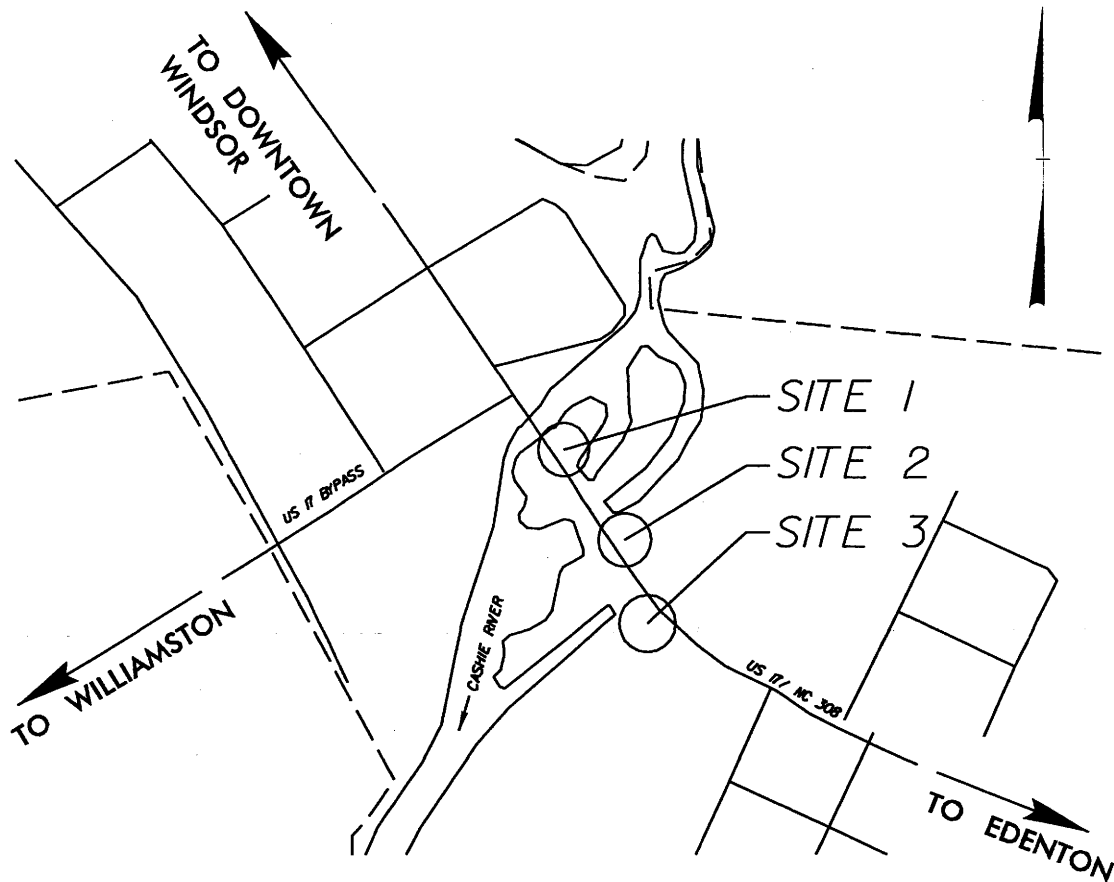 TO DOWNTOWN
WINDSOR
SITE 1
SITE 2
SITE 3
US 17 BYPASS
CASHIE RIVER
TO WILLIAMSTON
US 17/ NC 308
TO EDENTON